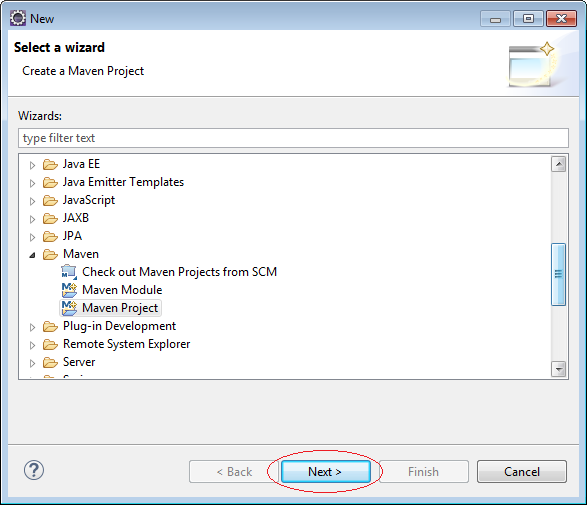 New
Select a wizard
Create a Maven Project
Wizards:
type filter text
Java EE
Java Emitter Templates
JavaScript
JAXB
JPA
Maven
Check out Maven Projects from SCM
Maven Module
Maven Project
Plug-in Development
Remote System Explorer
Server
? < Back Next > Finish Cancel